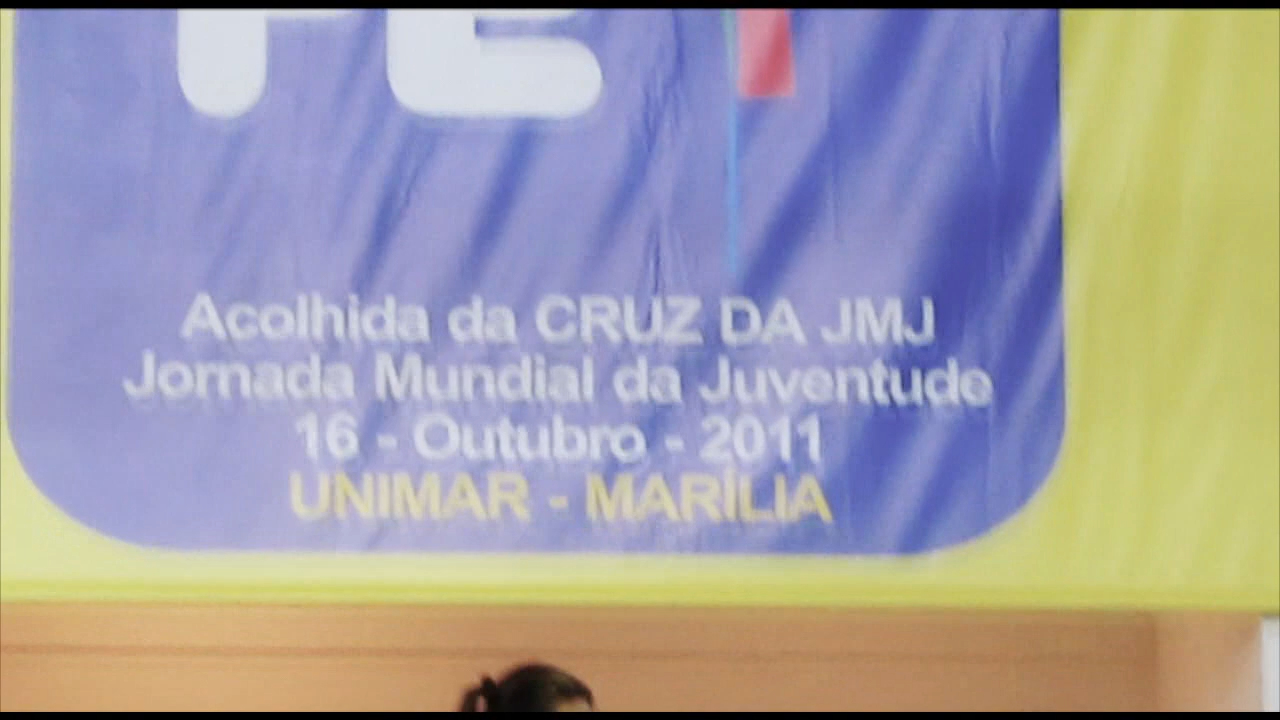 Acolhida da CRUZ DA JMJ
Jornada Mundial da Juventude
16 - Outubro - 2011
UNIMAR - MARÍLIA